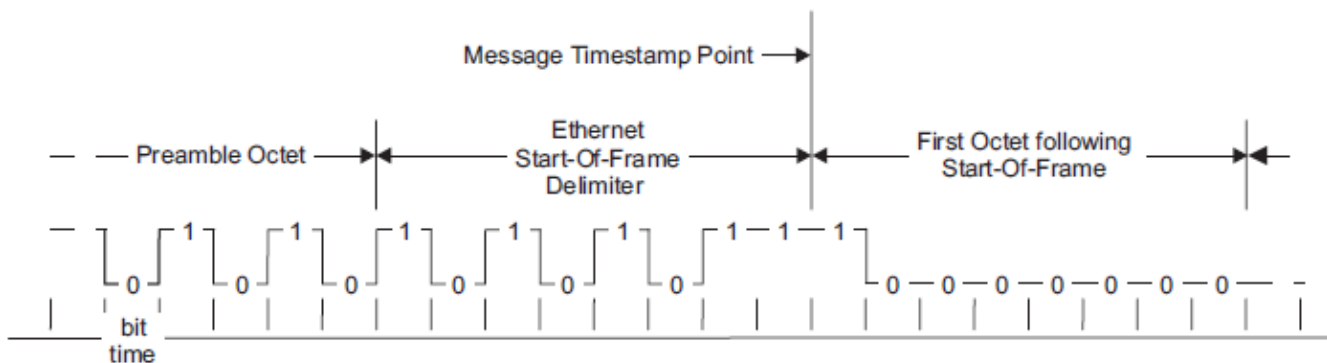 Message Timestamp Point
Preamble Octet
Ethernet
Start-Of-Frame
Delimiter
First Octet following
Start-Of-Frame
1 1 1 1 1 1 1 1
0 0 0 0 0 0 0 0 0 0 0 0 0
bit
time